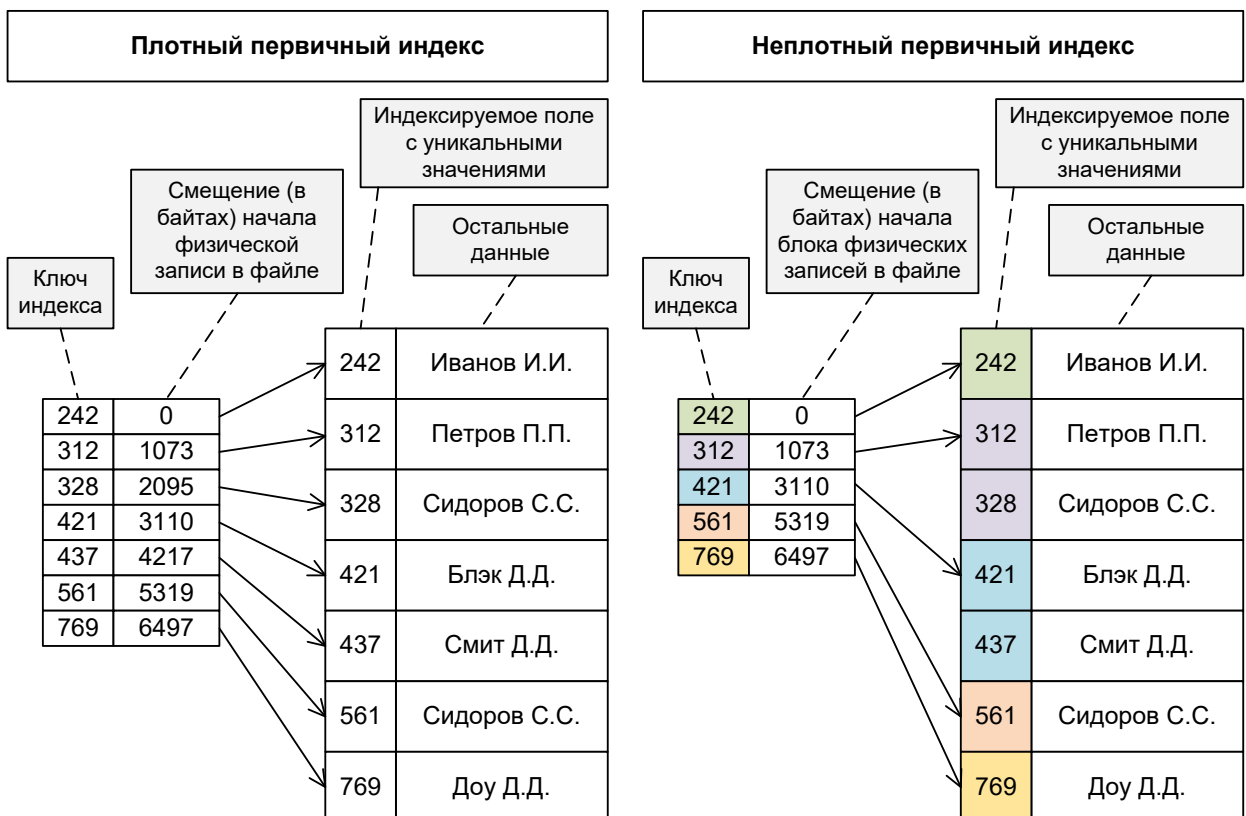 Плотный первичный индекс
Индексируемое поле
с уникальными
значениями
Смещение (в
байтах) начала
физической
записи в файле
Остальные
данные
Ключ
индекса
242 0
312 1073
328 2095
421 3110
437 4217
561 5319
769 6497
242 Иванов И.И.
312 Петров П.П.
328 Сидоров С.С.
421 Блэк Д.Д.
437 Смит Д.Д.
561 Сидоров С.С.
769 Доу Д.Д.
Неплотный первичный индекс
Индексируемое поле
с уникальными
значениями
Смещение (в
байтах) начала
блока физических
записей в файле
Остальные
данные
Ключ
индекса
242 0
312 1073
421 3110
561 5319
769 6497
242 Иванов И.И.
312 Петров П.П.
328 Сидоров С.С.
421 Блэк Д.Д.
437 Смит Д.Д.
561 Сидоров С.С.
769 Доу Д.Д.